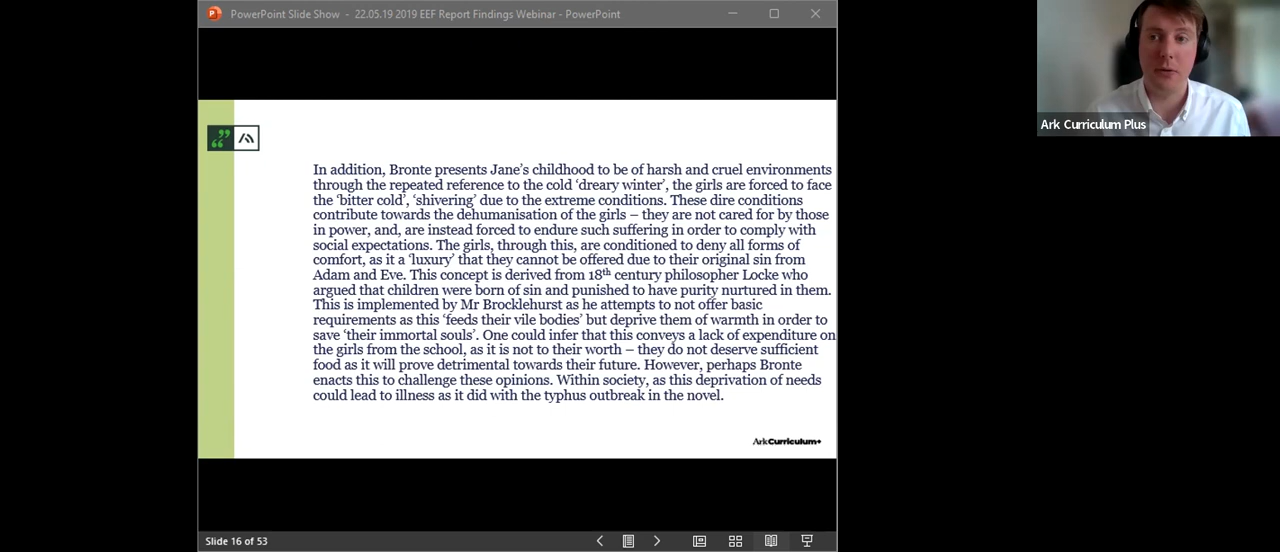 PowerPoint Slide Show - 22.05.19 2019 EEF Report Findings Webinar - PowerPoint
In addition, Bronte presents Jane's childhood to be of harsh and cruel environments
through the repeated reference to the cold ‘dreary winter’, the girls are forced to face
the ‘bitter cold’, ‘shivering’ due to the extreme conditions. These dire conditions
contribute towards the dehumanisation of the girls – they are not cared for by those
in power, and, are instead forced to endure such suffering in order to comply with
social expectations. The girls, through this, are conditioned to deny all forms of
comfort, as it a ‘luxury’ that they cannot be offered due to their original sin from
Adam and Eve. This concept is derived from 18th century philosopher Locke who
argued that children were born of sin and punished to have purity nurtured in them.
This is implemented by Mr Brocklehurst as he attempts to not offer basic
requirements as this ‘feeds their vile bodies’ but deprive them of warmth in order to
save ‘their immortal souls’. One could infer that this conveys a lack of expenditure on
the girls from the school, as it is not to their worth – they do not deserve sufficient
food as it will prove detrimental towards their future. However, perhaps Bronte
enacts this to challenge these opinions. Within society, as this deprivation of needs
could lead to illness as it did with the typhus outbreak in the novel.
ArkCurriculum+
Slide 16 of 53
Ark Curriculum Plus